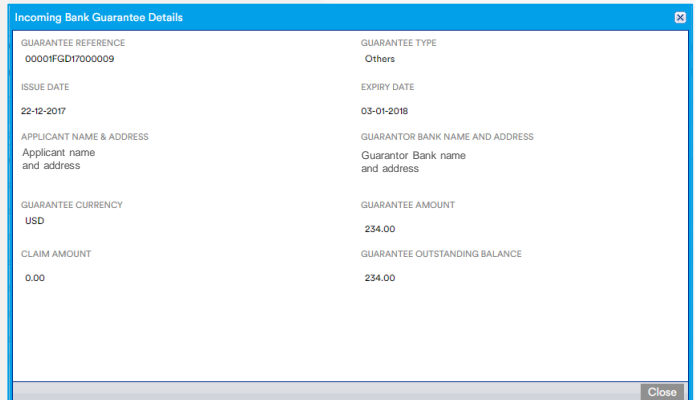 Incoming Bank Guarantee Details
GUARANTEE REFERENCE GUARANTEE TYPE
00001FGD17000009 Others
ISSUE DATE EXPIRY DATE
22-12-2017 03-01-2018
APPLICANT NAME & ADDRESS GUARANTOR BANK NAME AND ADDRESS
Applicant name Guarantor Bank name
and address and address
GUARANTEE CURRENCY GUARANTEE AMOUNT
USD 234.00
CLAIM AMOUNT GUARANTEE OUTSTANDING BALANCE
0.00 234.00
Close